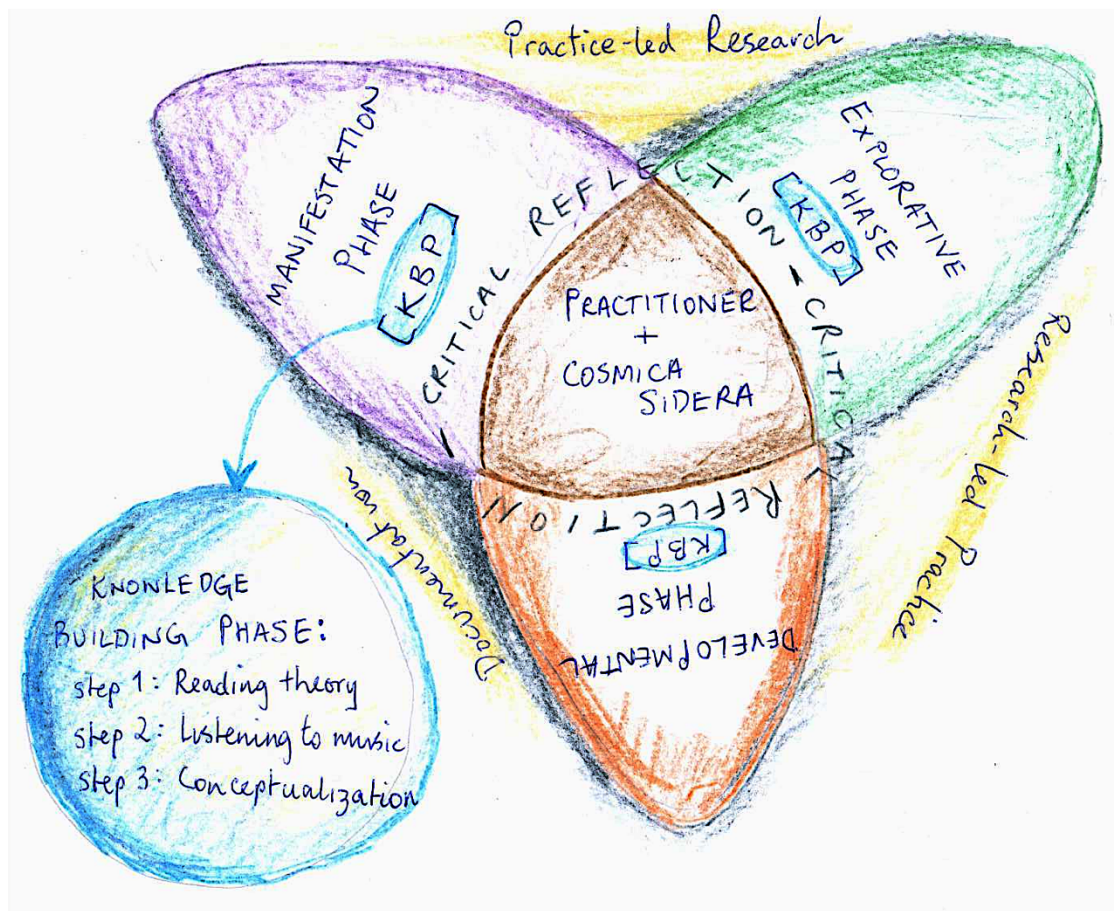 Practice-led Research
MANIFESTATION
PHASE
[KBP]
EXPLORATIVE
PHASE
[KBP]
CRITICAL REFLECTION - CRITICAL REFLECTION -
PRACTITIONER
+
COSMICA
SIDERA
Research-led Practice
Documentation
[KBP]
PHASE
DEVELOPMENTAL
KNOWLEDGE
BUILDING PHASE:
step 1: Reading theory
step 2: Listening to music
step 3: Conceptualization